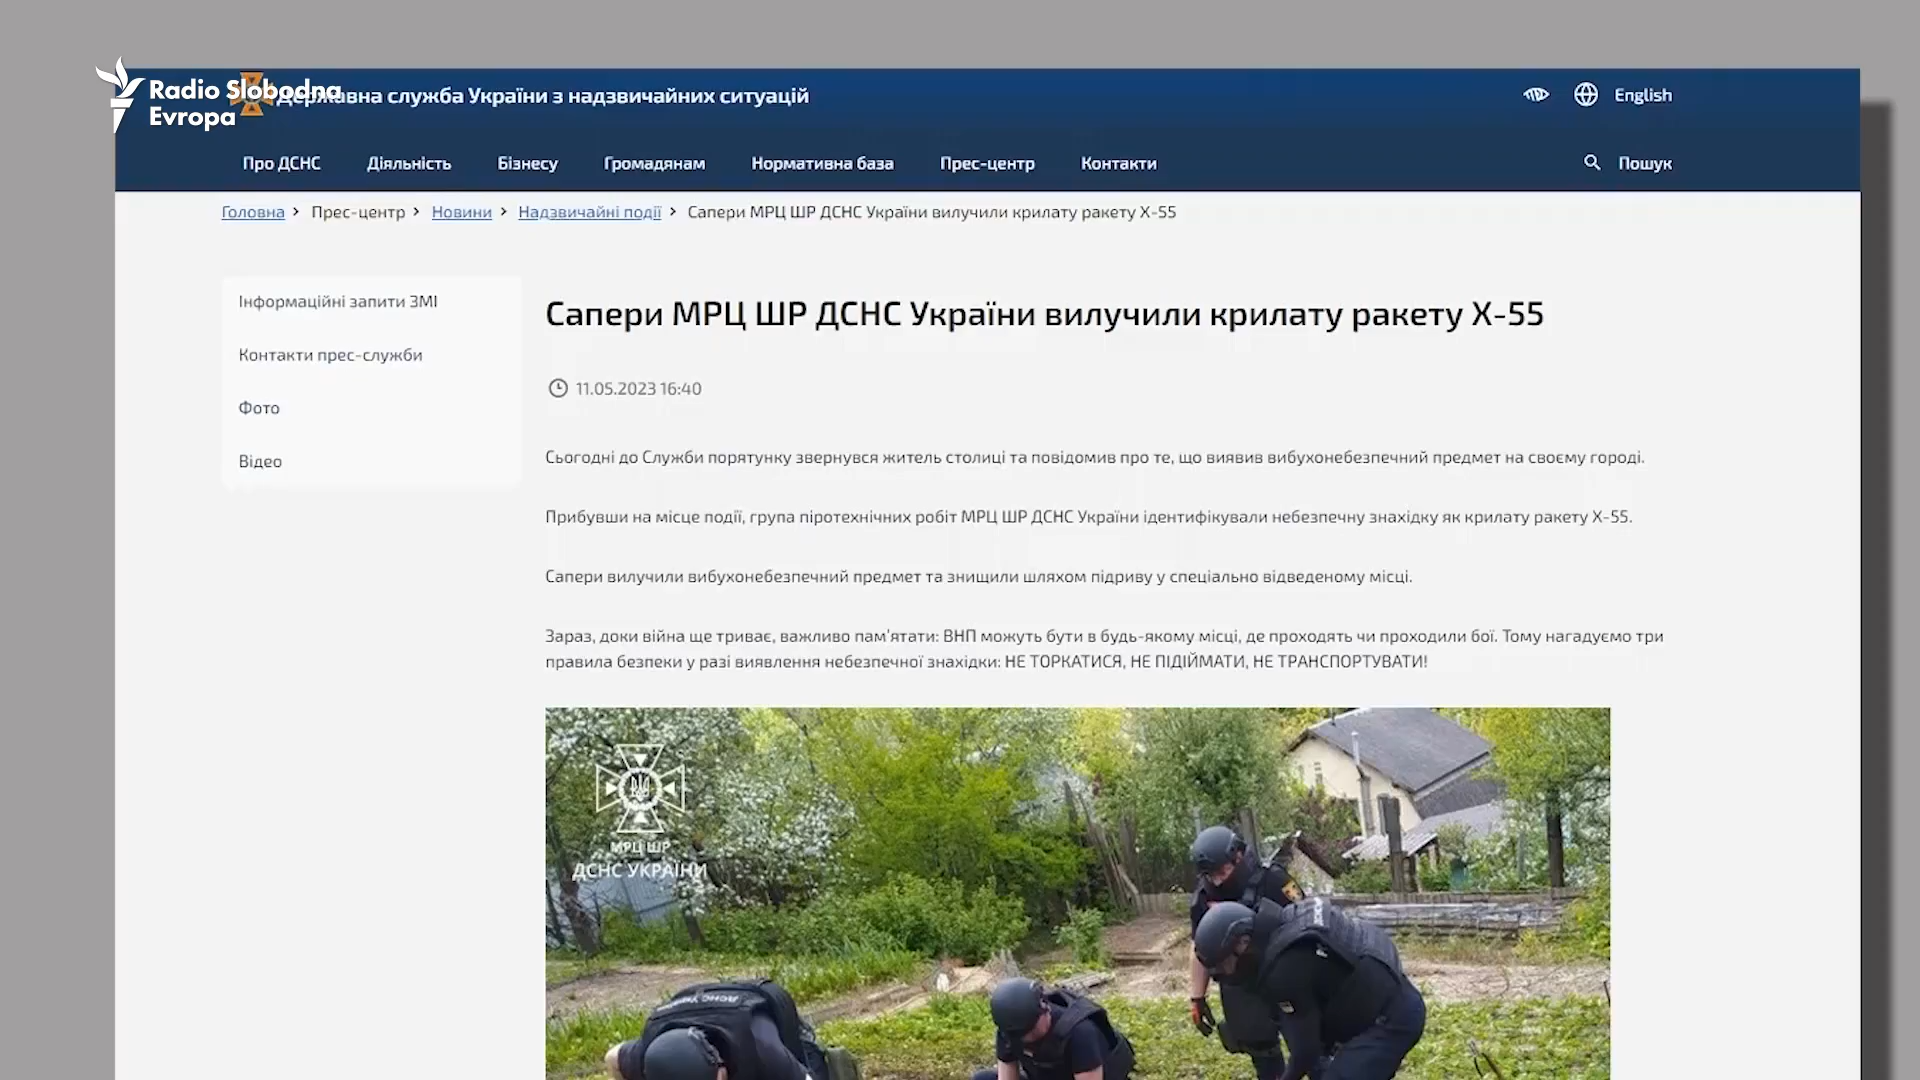 Radio Slobodna
Evropa
Державна служба України з надзвичайних ситуацій
English
Про ДСНС
Діяльність
Бізнесу
Громадянам
Нормативна база
Прес-центр
Контакти
Пошук
Головна > Прес-центр > Новини > Надзвичайні події > Сапери МРЦ ШР ДСНС України вилучили крилату ракету Х-55
Інформаційні запити ЗМІ
Контакти прес-служби
Фото
Відео
Сапери МРЦ ШР ДСНС України вилучили крилату ракету Х-55
11.05.2023 16:40
Сьогодні до Служби порятунку звернувся житель столиці та повідомив про те, що виявив вибухонебезпечний предмет на своєму городі.
Прибувши на місце події, група піротехнічних робіт МРЦ ШР ДСНС України ідентифікували небезпечну знахідку як крилату ракету Х-55.
Сапери вилучили вибухонебезпечний предмет та знищили шляхом підриву у спеціально відведеному місці.
Зараз, доки війна ще триває, важливо пам’ятати: ВНП можуть бути в будь-якому місці, де проходять чи проходили бої. Тому нагадуємо три
правила безпеки у разі виявлення небезпечної знахідки: НЕ ТОРКАТИСЯ, НЕ ПІДІЙМАТИ, НЕ ТРАНСПОРТУВАТИ!
МРЦ ШР
ДСНС УКРАЇНИ